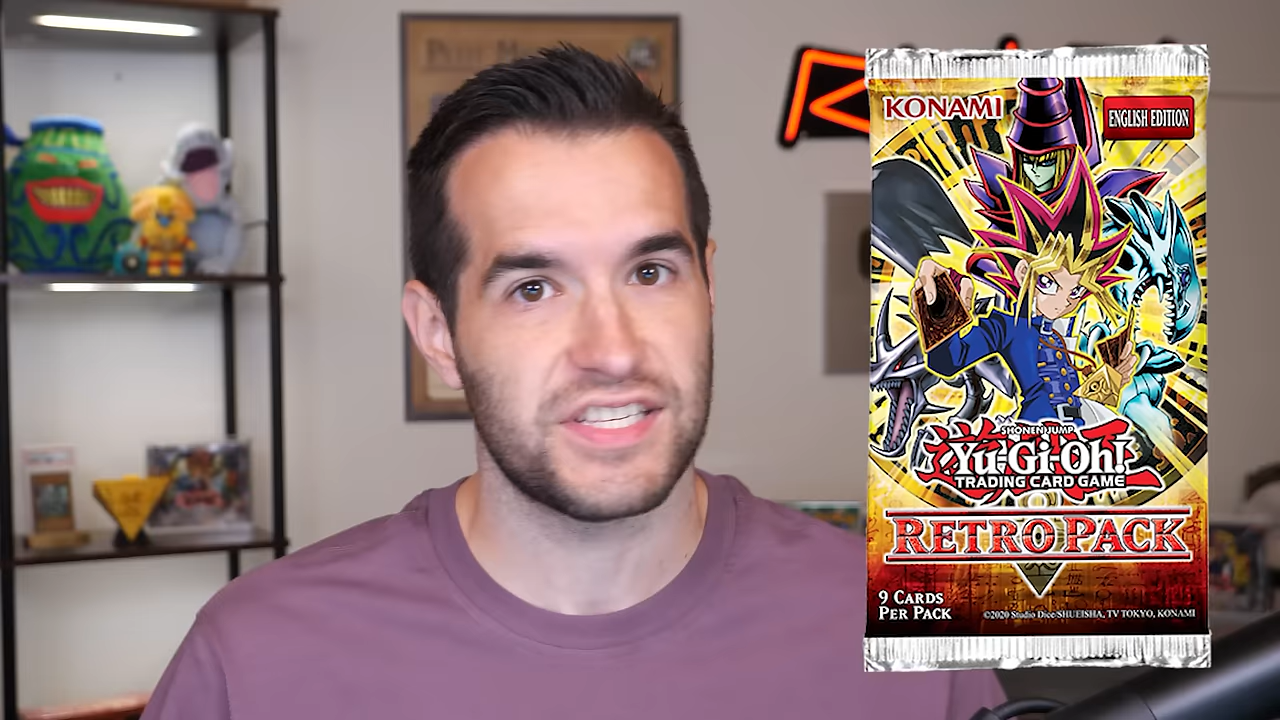 KONAMI
ENGLISH EDITION
SHONEN JUMP
Yu-Gi-Oh!
TRADING CARD GAME
RETRO PACK
9 CARDS
PER PACK
©2020 Studio Dice/SHUEISHA, TV TOKYO, KONAMI